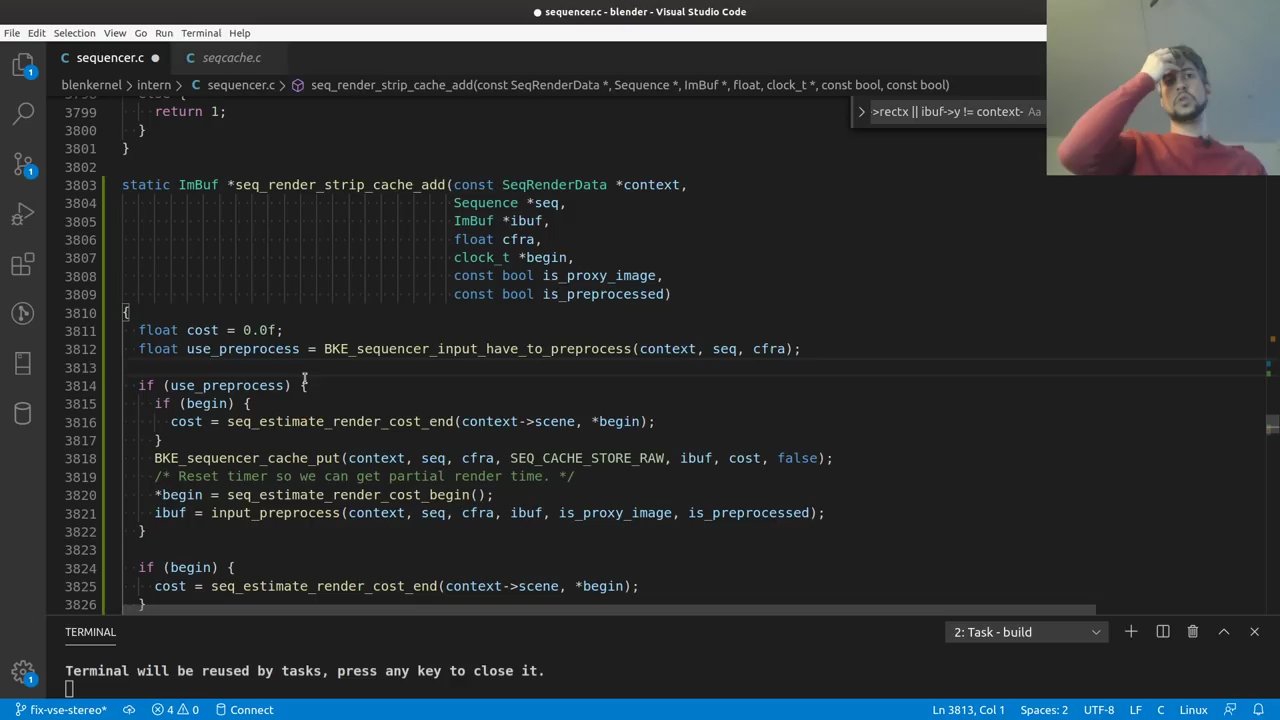 sequencer.c - blender - Visual Studio Code
File Edit Selection View Go Run Terminal Help
C sequencer.c
C seqcache.c
blenkernel > intern > C sequencer.c > seq_render_strip_cache_add(const SeqRenderData *, Sequence *, ImBuf *, float, clock_t *, const bool, const bool)
>rectx || ibuf->y != context- Aa
3799 return 1;
3800 }
3801 }
3802
3803 static ImBuf *seq_render_strip_cache_add(const SeqRenderData *context,
3804 Sequence *seq,
3805 ImBuf *ibuf,
3806 float cfra,
3807 clock_t *begin,
3808 const bool is_proxy_image,
3809 const bool is_preprocessed)
3810 {
3811 float cost = 0.0f;
3812 float use_preprocess = BKE_sequencer_input_have_to_preprocess(context, seq, cfra);
3813
3814 if (use_preprocess) {
3815 if (begin) {
3816 cost = seq_estimate_render_cost_end(context->scene, *begin);
3817 }
3818 BKE_sequencer_cache_put(context, seq, cfra, SEQ_CACHE_STORE_RAW, ibuf, cost, false);
3819 /* Reset timer so we can get partial render time. */
3820 *begin = seq_estimate_render_cost_begin();
3821 ibuf = input_preprocess(context, seq, cfra, ibuf, is_proxy_image, is_preprocessed);
3822 }
3823
3824 if (begin) {
3825 cost = seq_estimate_render_cost_end(context->scene, *begin);
3826 }
TERMINAL
2: Task - build
Terminal will be reused by tasks, press any key to close it.
fix-vse-stereo* 4 0 Connect
Ln 3813, Col 1 Spaces: 2 UTF-8 LF C Linux